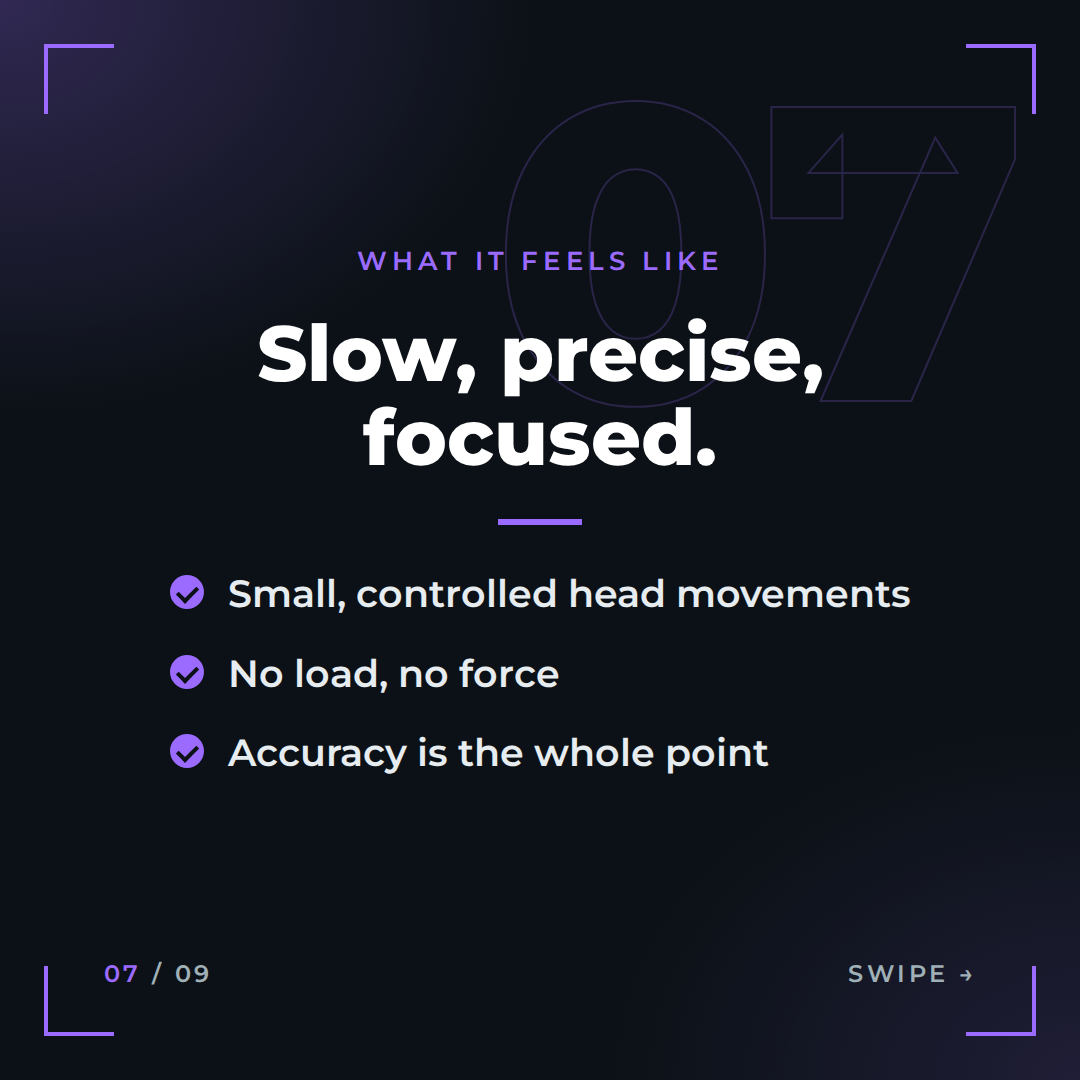 07
WHAT IT FEELS LIKE
Slow, precise,
focused.
Small, controlled head movements
No load, no force
Accuracy is the whole point
07 / 09
SWIPE →